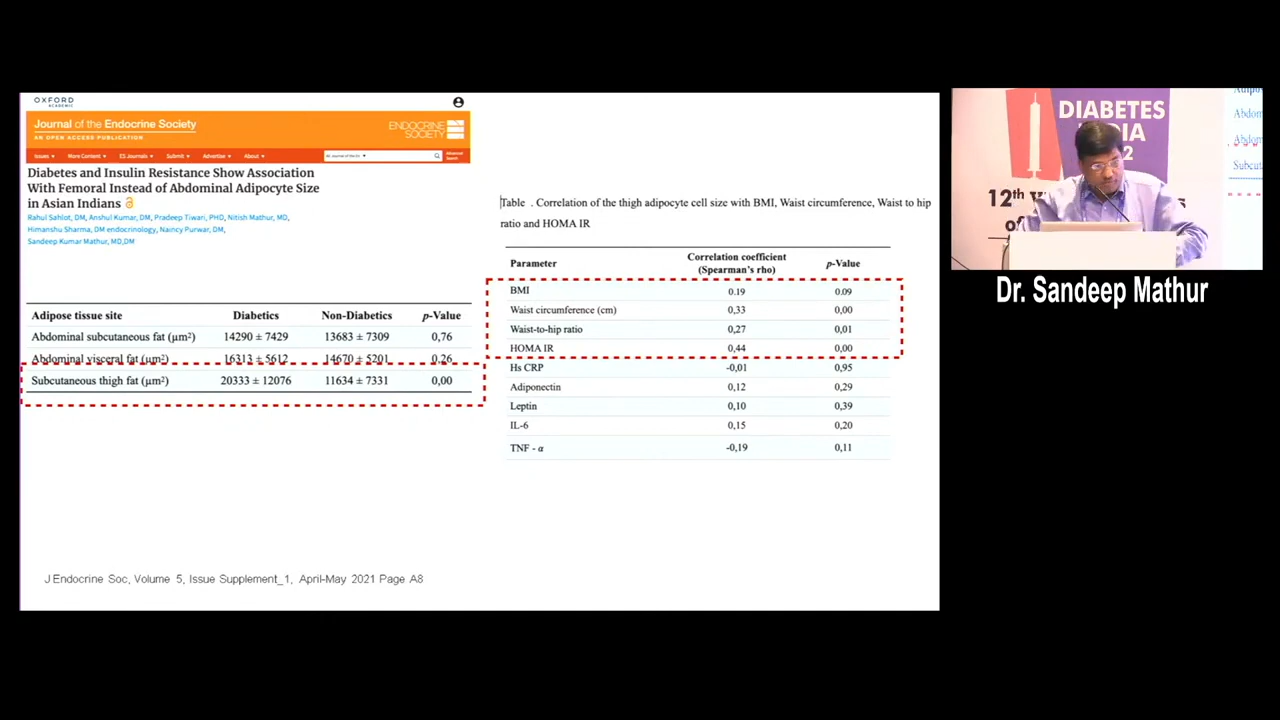 OXFORD
ACADEMIC
Journal of the Endocrine Society
AN OPEN ACCESS PUBLICATION
ENDOCRINE
SOCIETY
Issues
More Content
ES Journals
Submit
Advertise
About
Advanced
Search
Diabetes and Insulin Resistance Show Association
With Femoral Instead of Abdominal Adipocyte Size
in Asian Indians
Rahul Sahlot, DM, Anshul Kumar, DM, Pradeep Tiwari, PHD, Nitish Mathur, MD,
Himanshu Sharma, DM endocrinology, Naincy Purwar, DM,
Sandeep Kumar Mathur, MD,DM
Adipose tissue site Diabetes Non-Diabetics p-Value
Abdominal subcutaneous fat (µm²) 14290 ± 7429 13683 ± 7309 0,76
Abdominal visceral fat (µm²) 16313 ± 5612 14670 ± 5201 0.26
Subcutaneous thigh fat (µm²) 20333 ± 12076 11634 ± 7331 0,00
J Endocrine Soc, Volume 5, Issue Supplement_1, April-May 2021 Page A8
Table . Correlation of the thigh adipocyte cell size with BMI, Waist circumference, Waist to hip
ratio and HOMA IR
Parameter Correlation coefficient (Spearman's rho) p-Value
BMI 0.19 0.09
Waist circumference (cm) 0,33 0,00
Waist-to-hip ratio 0,27 0,01
HOMA IR 0,44 0,00
Hs CRP -0,01 0,95
Adiponectin 0,12 0,29
Leptin 0,10 0,39
IL-6 0,15 0,20
TNF - α -0,19 0,11
DIABETES
12th
of
Abdom
Subcut
Dr. Sandeep Mathur